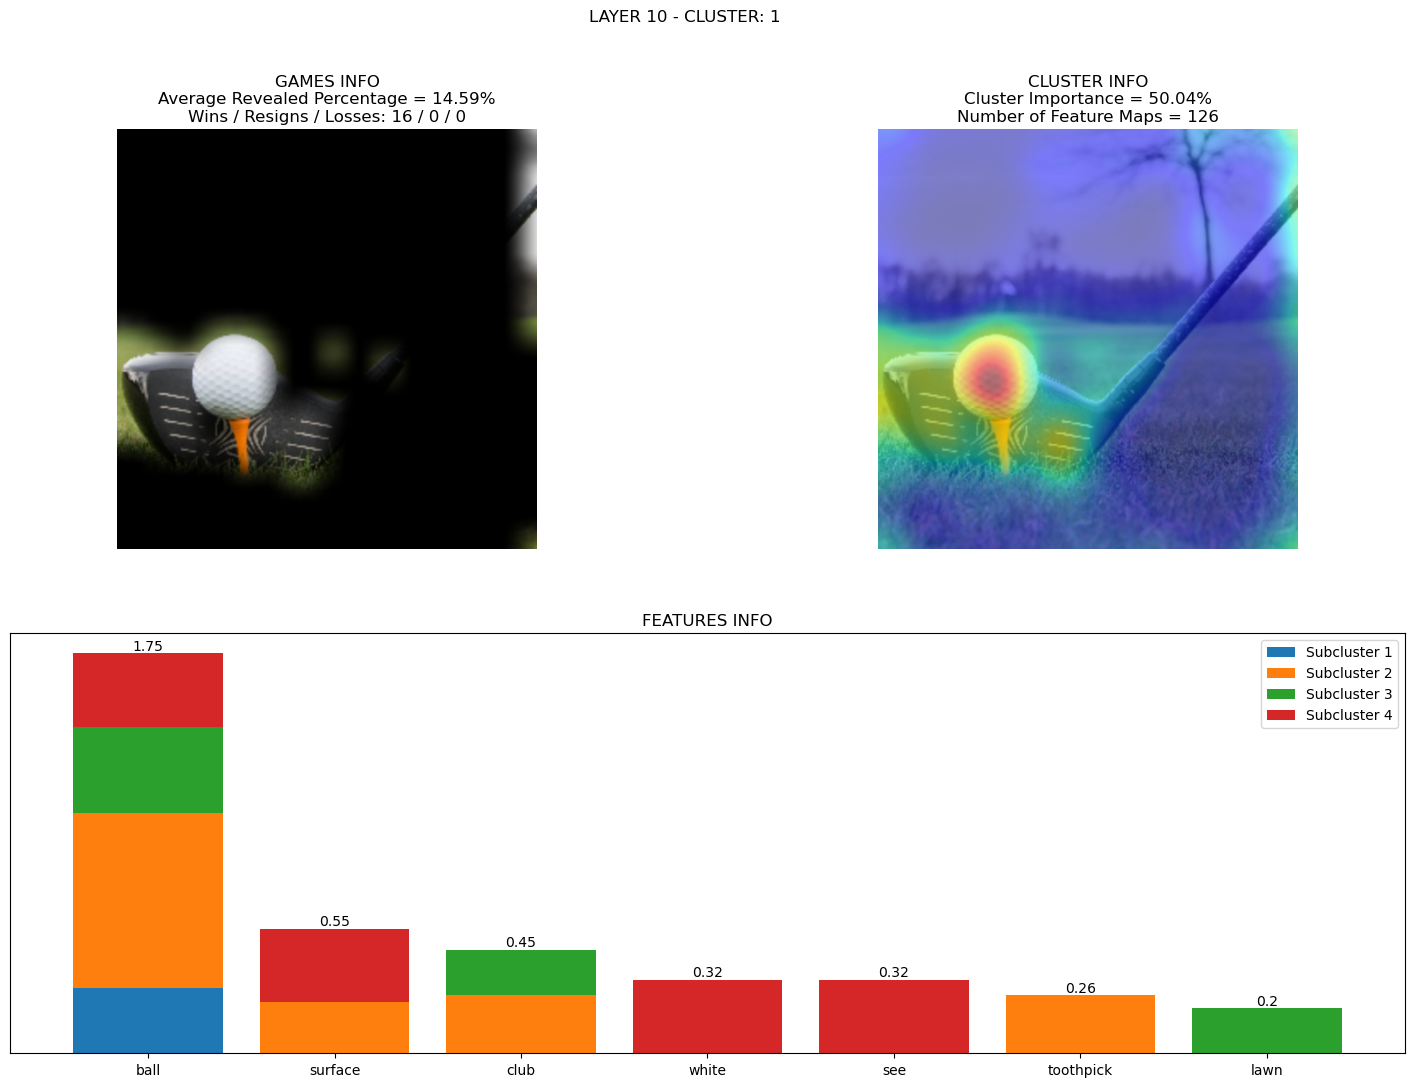 LAYER 10 - CLUSTER: 1
GAMES INFO
Average Revealed Percentage = 14.59%
Wins / Resigns / Losses: 16 / 0 / 0
CLUSTER INFO
Cluster Importance = 50.04%
Number of Feature Maps = 126
FEATURES INFO
1.75
0.55
0.45
0.32
0.32
0.26
0.2
Subcluster 1
Subcluster 2
Subcluster 3
Subcluster 4
ball
surface
club
white
see
toothpick
lawn